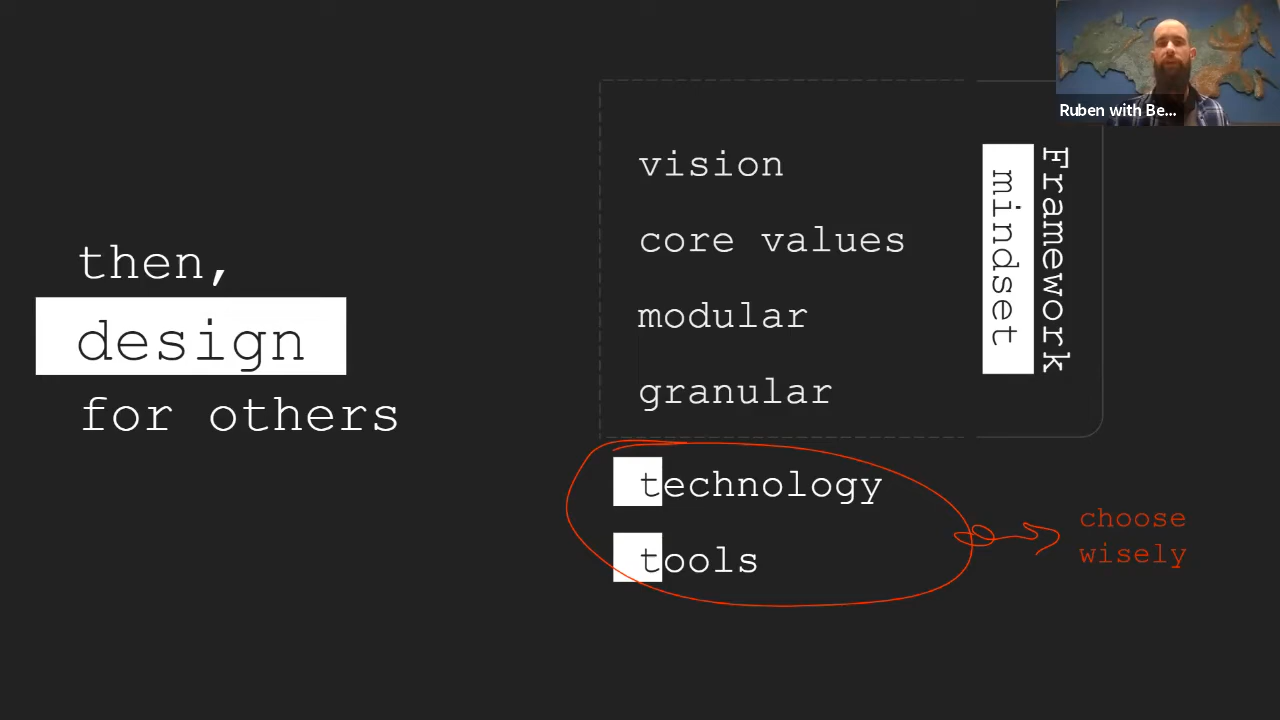 Ruben with Be...
then,
design
for others
vision
core values
modular
granular
mindset
Framework
technology
tools
choose
wisely